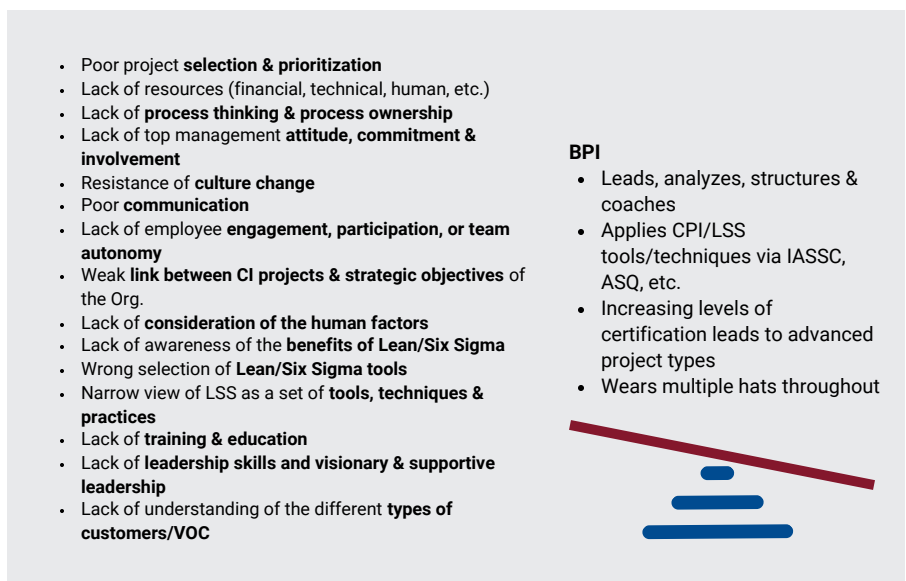 • Poor project selection & prioritization
• Lack of resources (financial, technical, human, etc.)
• Lack of process thinking & process ownership
• Lack of top management attitude, commitment &
involvement
• Resistance of culture change
• Poor communication
• Lack of employee engagement, participation, or team
autonomy
• Weak link between CI projects & strategic objectives of
the Org.
• Lack of consideration of the human factors
• Lack of awareness of the benefits of Lean/Six Sigma
• Wrong selection of Lean/Six Sigma tools
• Narrow view of LSS as a set of tools, techniques &
practices
• Lack of training & education
• Lack of leadership skills and visionary & supportive
leadership
• Lack of understanding of the different types of
customers/VOC
BPI
• Leads, analyzes, structures &
coaches
• Applies CPI/LSS
tools/techniques via IASSC,
ASQ, etc.
• Increasing levels of
certification leads to advanced
project types
• Wears multiple hats throughout